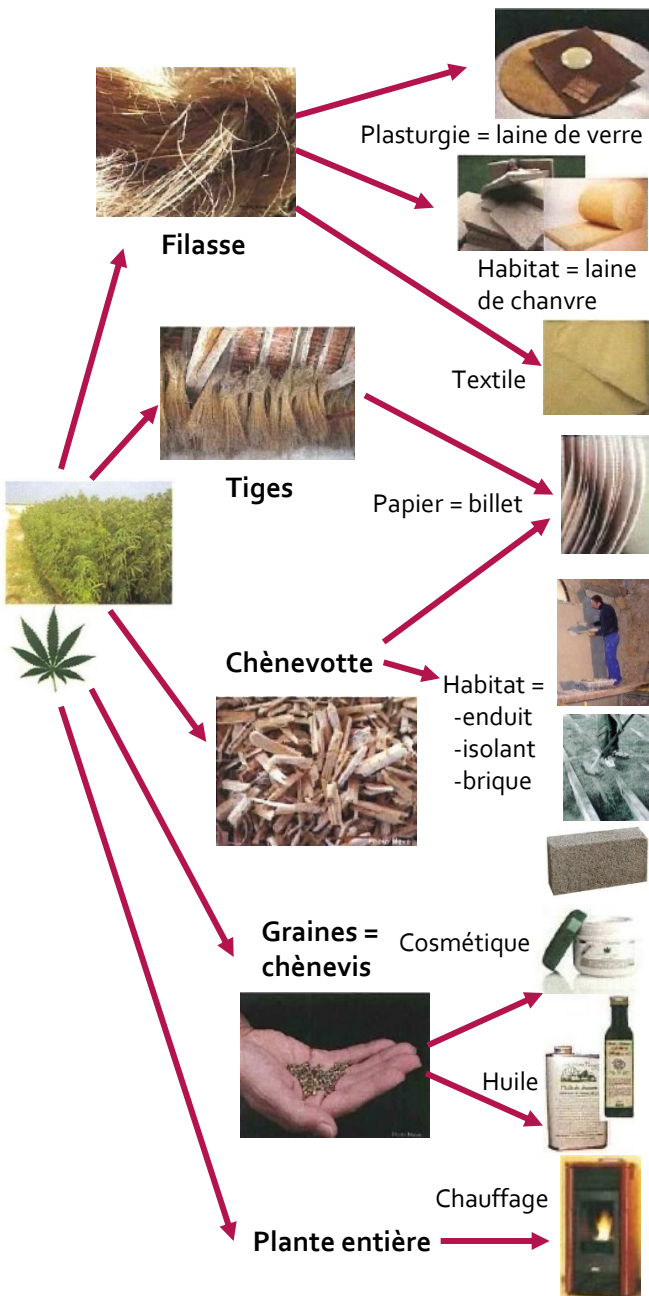 Plasturgie = laine de verre
Filasse
Habitat = laine
de chanvre
Textile
Tiges
Papier = billet
Chènevotte
Habitat =
-enduit
-isolant
-brique
Graines =
chènevis
Cosmétique
Huile
Chauffage
Plante entière